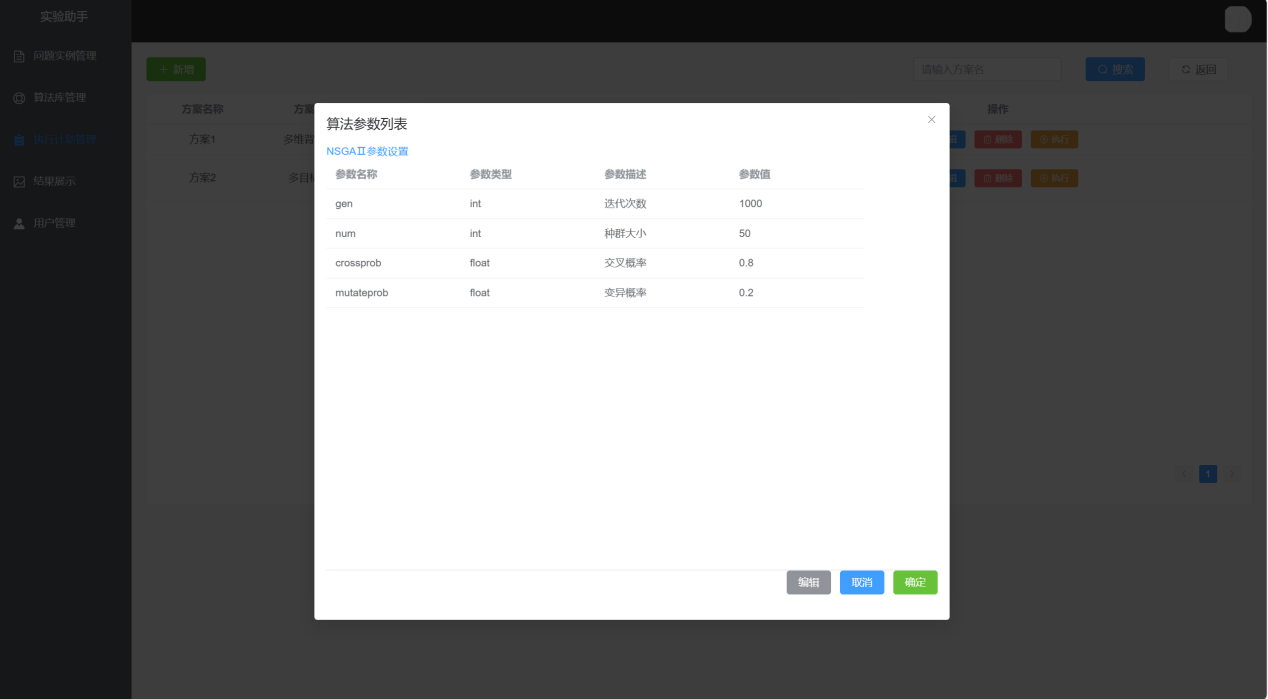 实验助手
问题实例管理
算法库管理
执行计划管理
结果展示
用户管理
+ 新增
请输入方案名
搜索
返回
方案名称 方案 操作
方案1 多维 删除 执行
方案2 多目 删除 执行
算法参数列表
NSGAⅡ参数设置
参数名称 参数类型 参数描述 参数值
gen int 迭代次数 1000
num int 种群大小 50
crossprob float 交叉概率 0.8
mutateprob float 变异概率 0.2
1
编辑 取消 确定